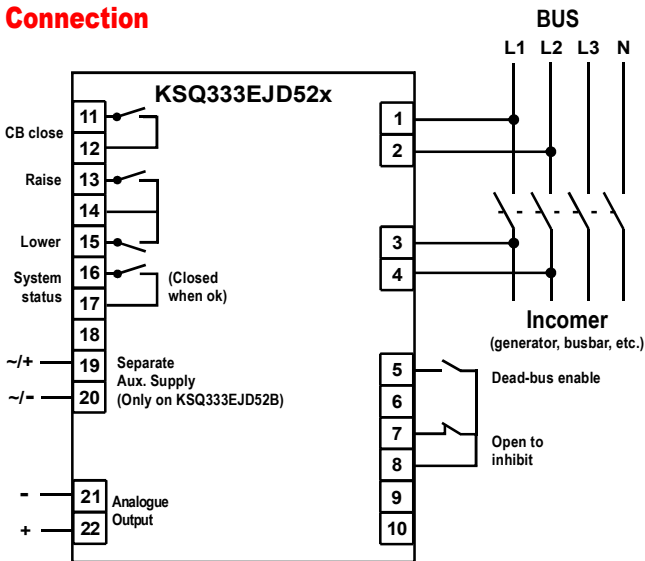 Connection
BUS
L1 L2 L3 N
KSQ333EJD52x
CB close
11
12
Raise
13
14
Lower
15
System
status
16
17
(Closed
when ok)
18
~/+
19
~/-
20
Separate
Aux. Supply
(Only on KSQ333EJD52B)
-
21
+
22
Analogue
Output
1
2
3
4
Incomer
(generator, busbar, etc.)
5
Dead-bus enable
6
7
Open to
inhibit
8
9
10